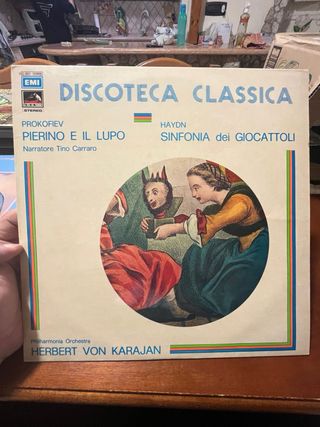 EMI
STEREO
DISCOTECA CLASSICA
PROKOFIEV
PIERINO E IL LUPO
Narratore Tino Carraro
HAYDN
SINFONIA dei GIOCATTOLI
Philharmonia Orchestra
HERBERT VON KARAJAN